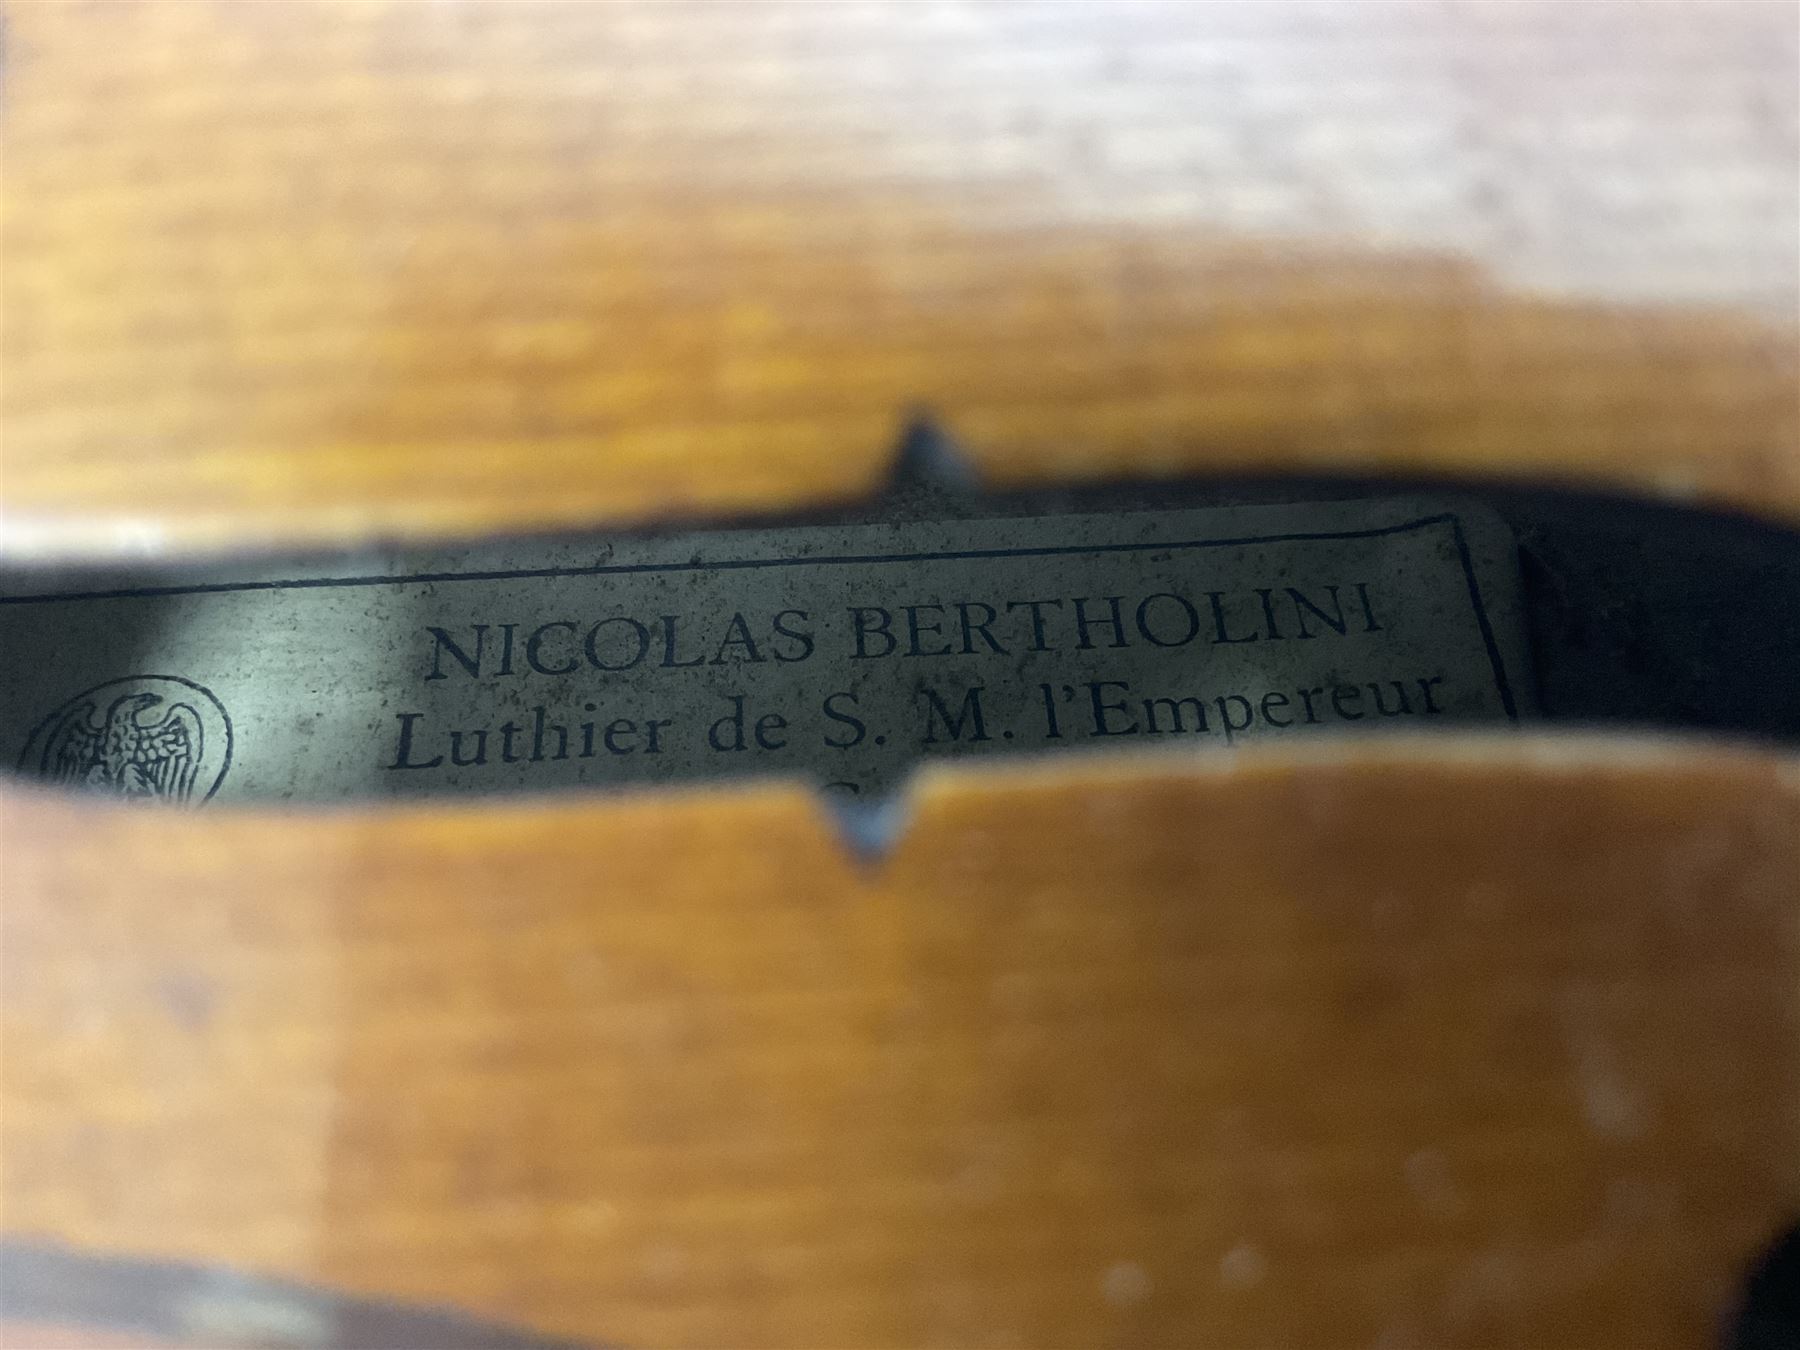 NICOLAS BERTHOLINI
Luthier de S. M. l'Empereur